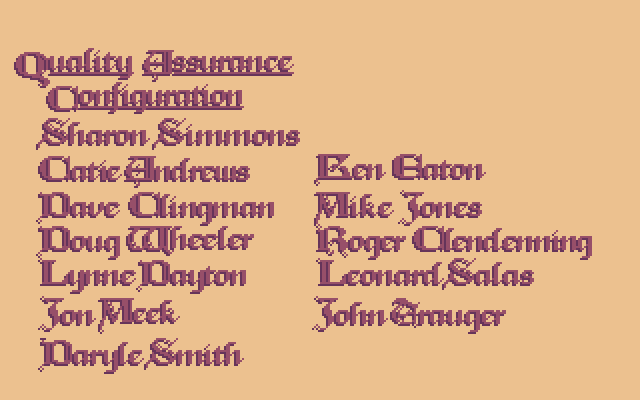 Quality Assurance
Configuration
Sharon Simmons
Catie Andrews
Dave Clingman
Doug Wheeler
Lynne Dayton
Jon Meek
Daryle Smith
Ken Eaton
Mike Jones
Roger Clendenning
Leonard Salas
John